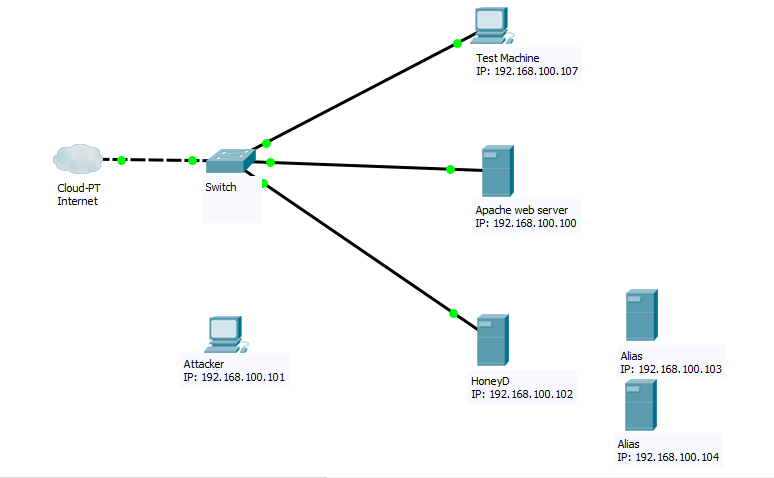 Test Machine
IP: 192.168.100.107
Cloud-PT
Internet
Switch
Apache web server
IP: 192.168.100.100
Attacker
IP: 192.168.100.101
HoneyD
IP: 192.168.100.102
Alias
IP: 192.168.100.103
Alias
IP: 192.168.100.104